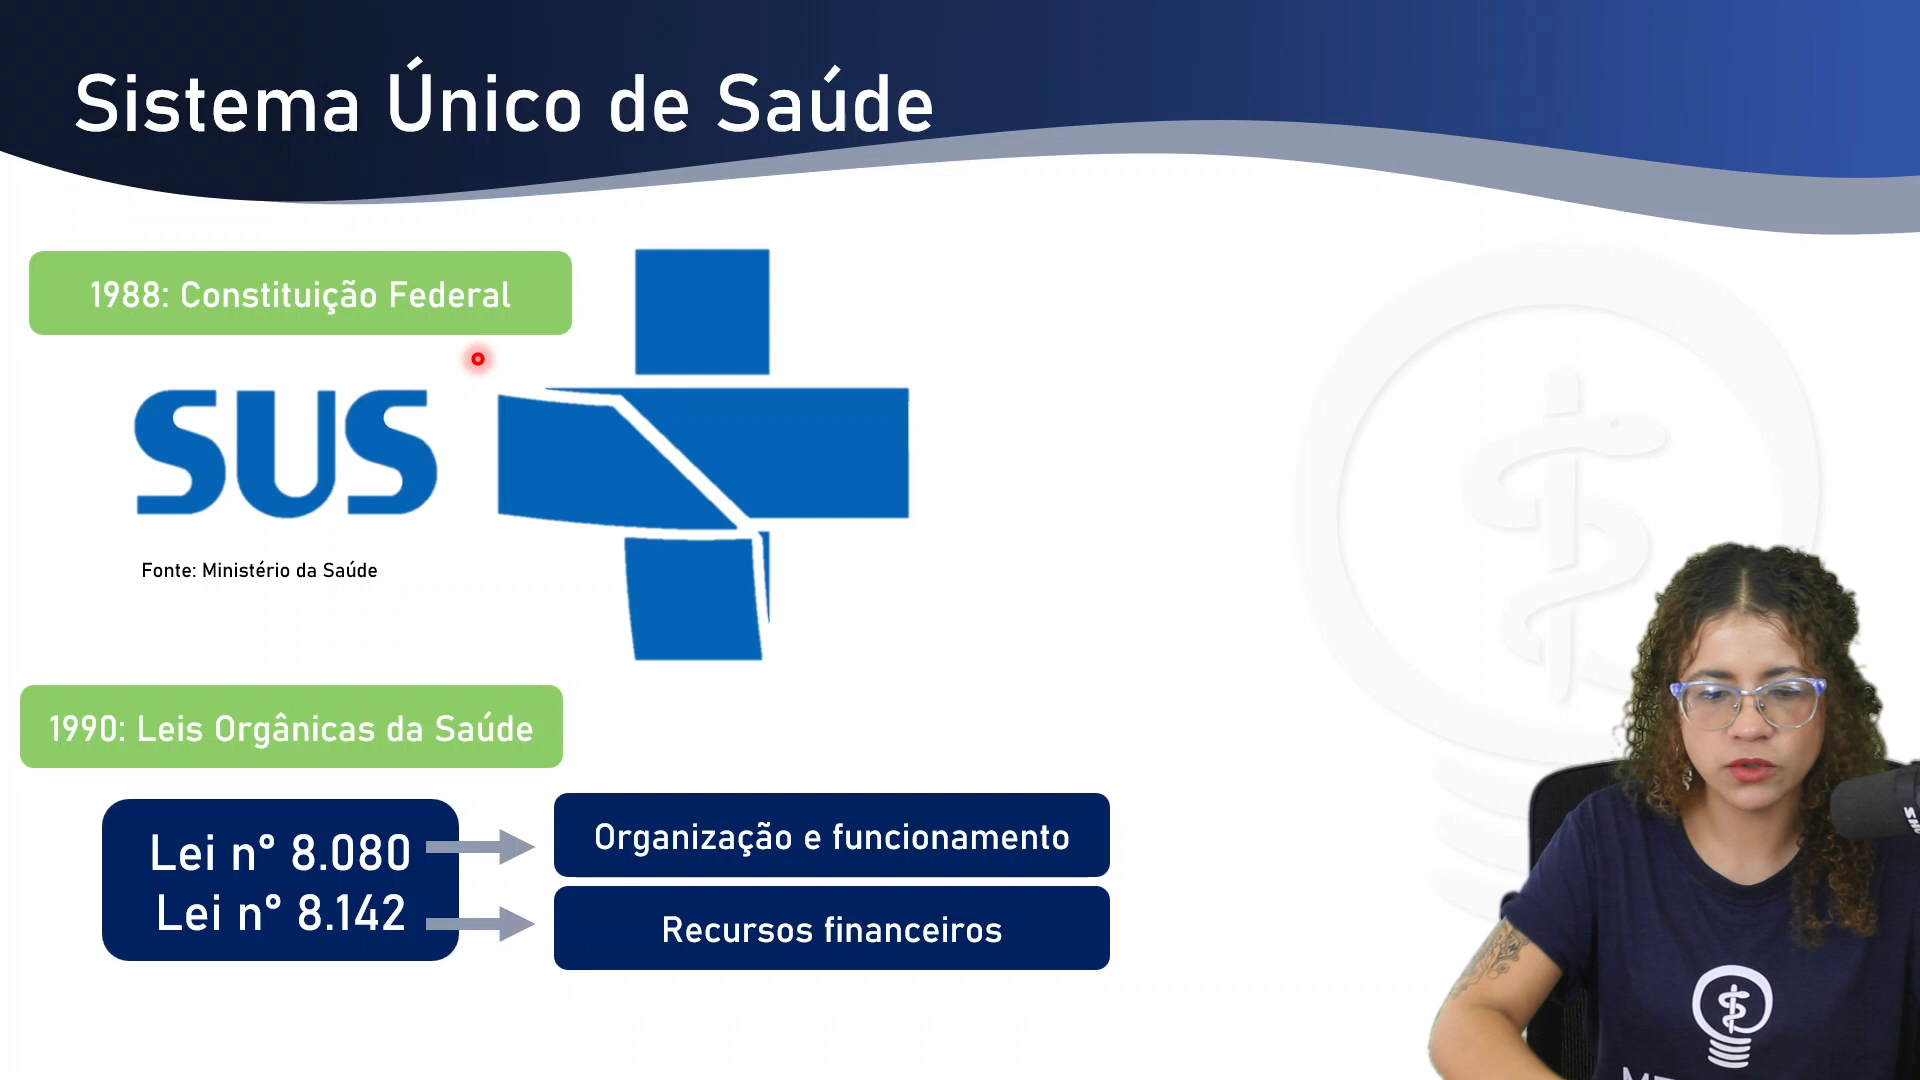 Sistema Único de Saúde
1988: Constituição Federal
SUS
Fonte: Ministério da Saúde
1990: Leis Orgânicas da Saúde
Lei n° 8.080
Lei n° 8.142
Organização e funcionamento
Recursos financeiros